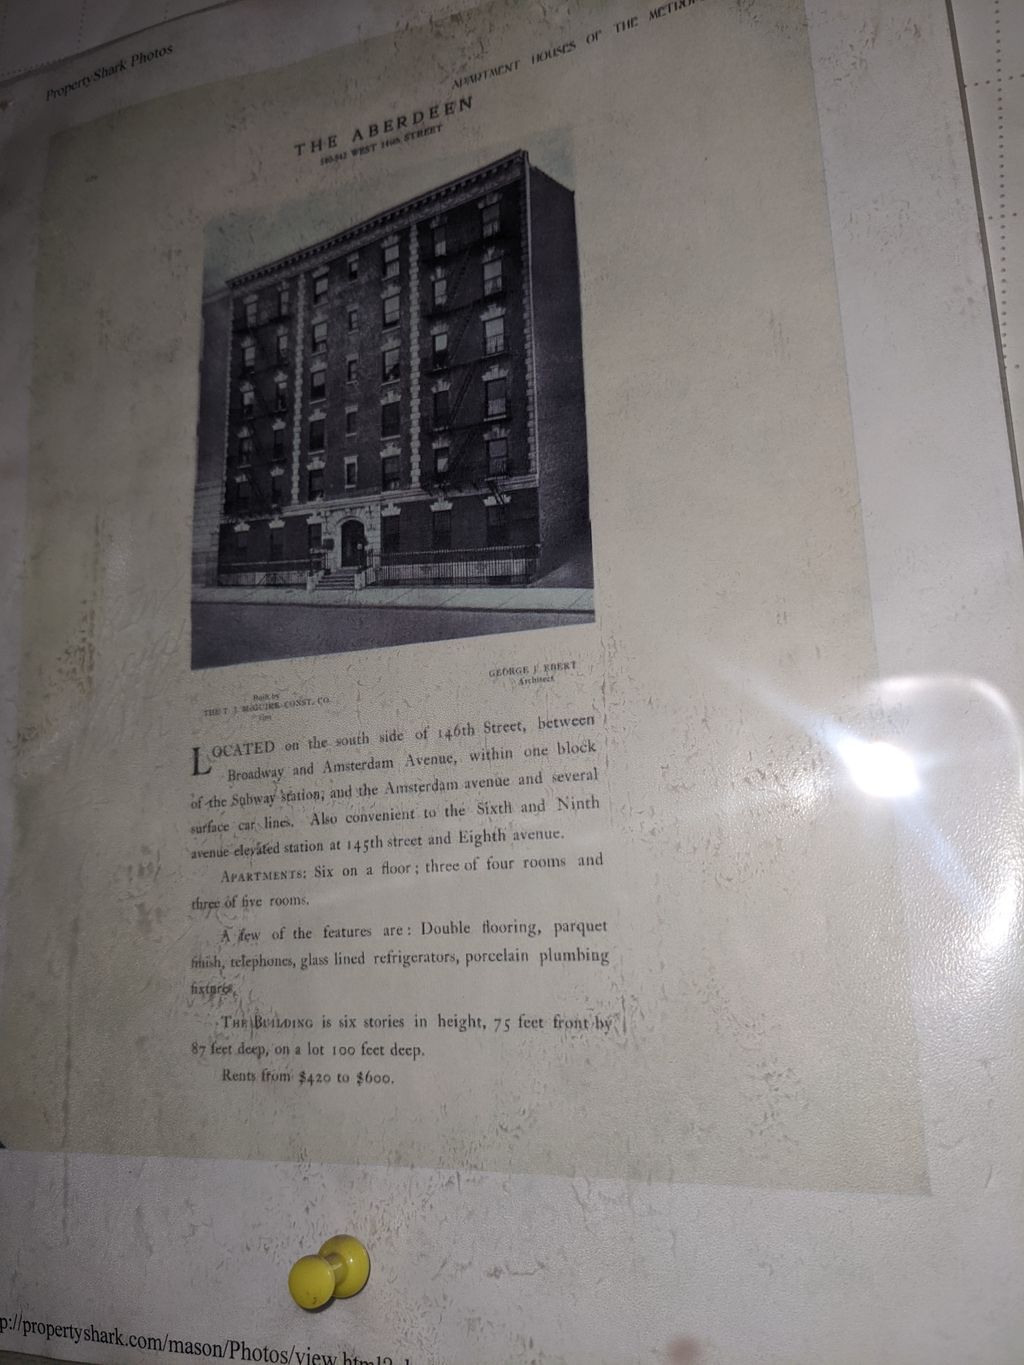 PropertyShark Photos
APARTMENT HOUSES OF THE
THE ABERDEEN
WEST 146th STREET
Built by
THE T. J. McGUIRE CONST. CO.
GEORGE F. EBERT
Architect
LOCATED on the south side of 146th Street, between
Broadway and Amsterdam Avenue, within one block
of the Subway station, and the Amsterdam avenue and several
surface car lines. Also convenient to the Sixth and Ninth
avenue elevated station at 145th street and Eighth avenue.
APARTMENTS: Six on a floor; three of four rooms and
three of five rooms.
A few of the features are: Double flooring, parquet
finish, telephones, glass lined refrigerators, porcelain plumbing
fixtures.
THE BUILDING is six stories in height, 75 feet front by
87 feet deep, on a lot 100 feet deep.
Rents from $420 to $600.
p://propertyshark.com/mason/Photos/view.html?